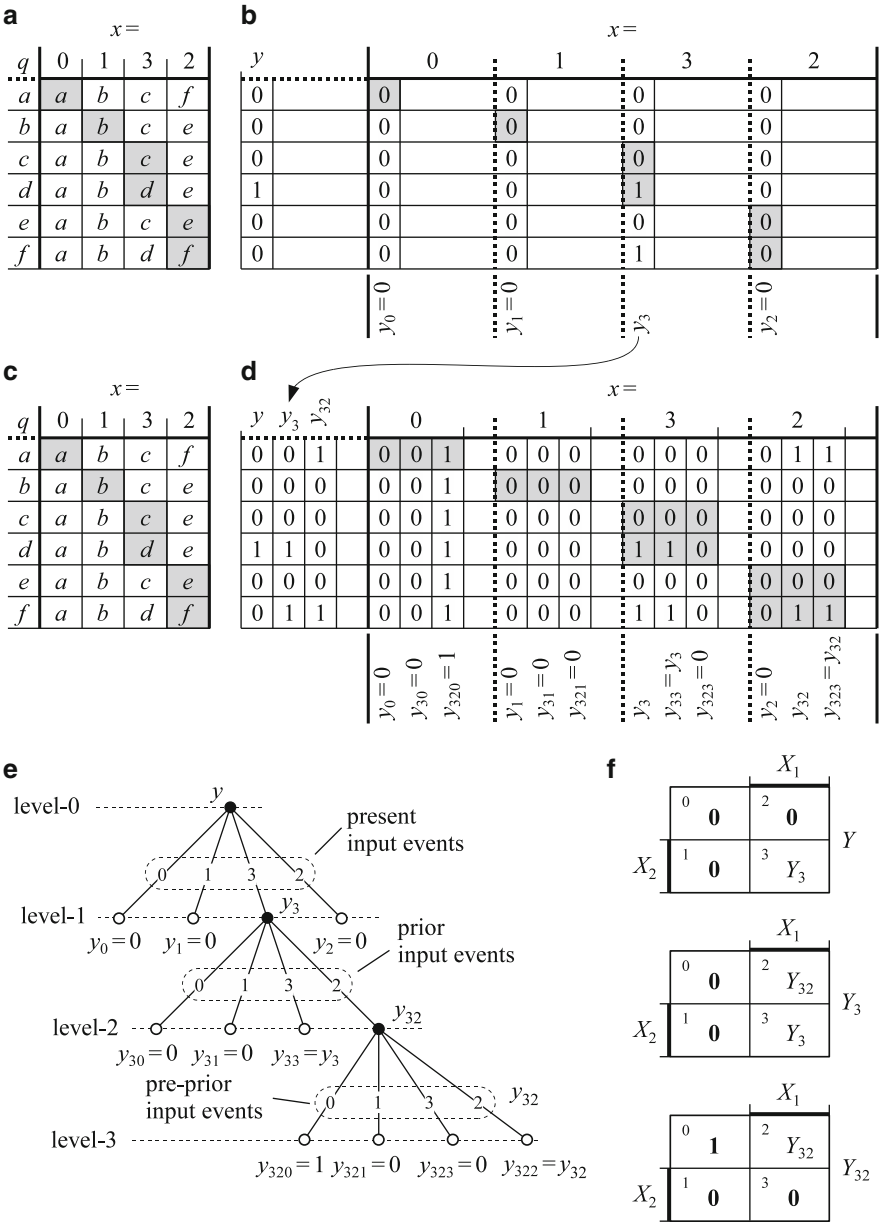 a
x =
q 0 1 3 2
a a b c f
b a b c e
c a b c e
d a b d e
e a b c e
f a b d f
b
x =
y 0 1 3 2
0 0 0 0 0
0 0 0 0 0
0 0 0 0 0
1 0 0 1 0
0 0 0 0 0
0 0 0 1 0
y0 = 0 y1 = 0 y3 y2 = 0
c
x =
q 0 1 3 2
a a b c f
b a b c e
c a b c e
d a b d e
e a b c e
f a b d f
d
x =
y y3 y32 0 1 3 2
0 0 1 0 0 1 0 0 0 0 0 0 0 1 1
0 0 0 0 0 1 0 0 0 0 0 0 0 0 0
0 0 0 0 0 1 0 0 0 0 0 0 0 0 0
1 1 0 0 0 1 0 0 0 1 1 0 0 0 0
0 0 0 0 0 1 0 0 0 0 0 0 0 0 0
0 1 1 0 0 1 0 0 0 1 1 0 0 1 1
y0 = 0 y30 = 0 y320 = 1 y1 = 0 y31 = 0 y321 = 0 y3 y33 = y3 y323 = 0 y2 = 0 y32 y323 = y32
e
level-0
y
present
input events
0 1 3 2
level-1
y3
y0 = 0 y1 = 0 y2 = 0
prior
input events
0 1 3 2
level-2
y32
y30 = 0 y31 = 0 y33 = y3
pre-prior
input events
0 1 3 2 y32
level-3
y320 = 1 y321 = 0 y323 = 0 y322 = y32
f
X1
0 0 2 0
Y
X2 1 0 3 Y3
X1
0 0 2 Y32
Y3
X2 1 0 3 Y3
X1
0 1 2 Y32
Y32
X2 1 0 3 0